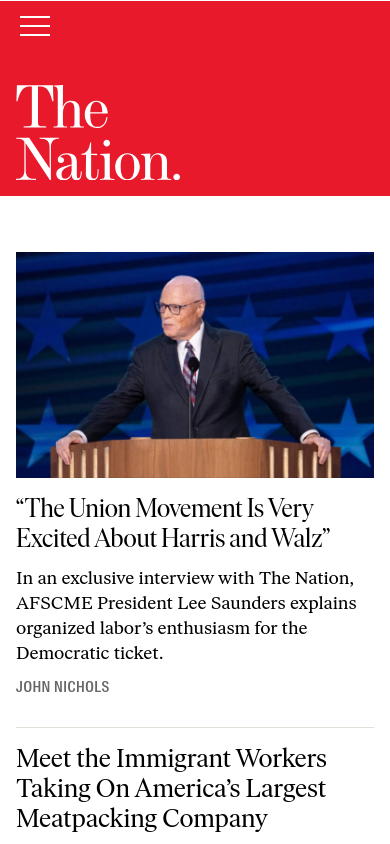 The
Nation.
“The Union Movement Is Very
Excited About Harris and Walz”
In an exclusive interview with The Nation,
AFSCME President Lee Saunders explains
organized labor’s enthusiasm for the
Democratic ticket.
JOHN NICHOLS
Meet the Immigrant Workers
Taking On America’s Largest
Meatpacking Company